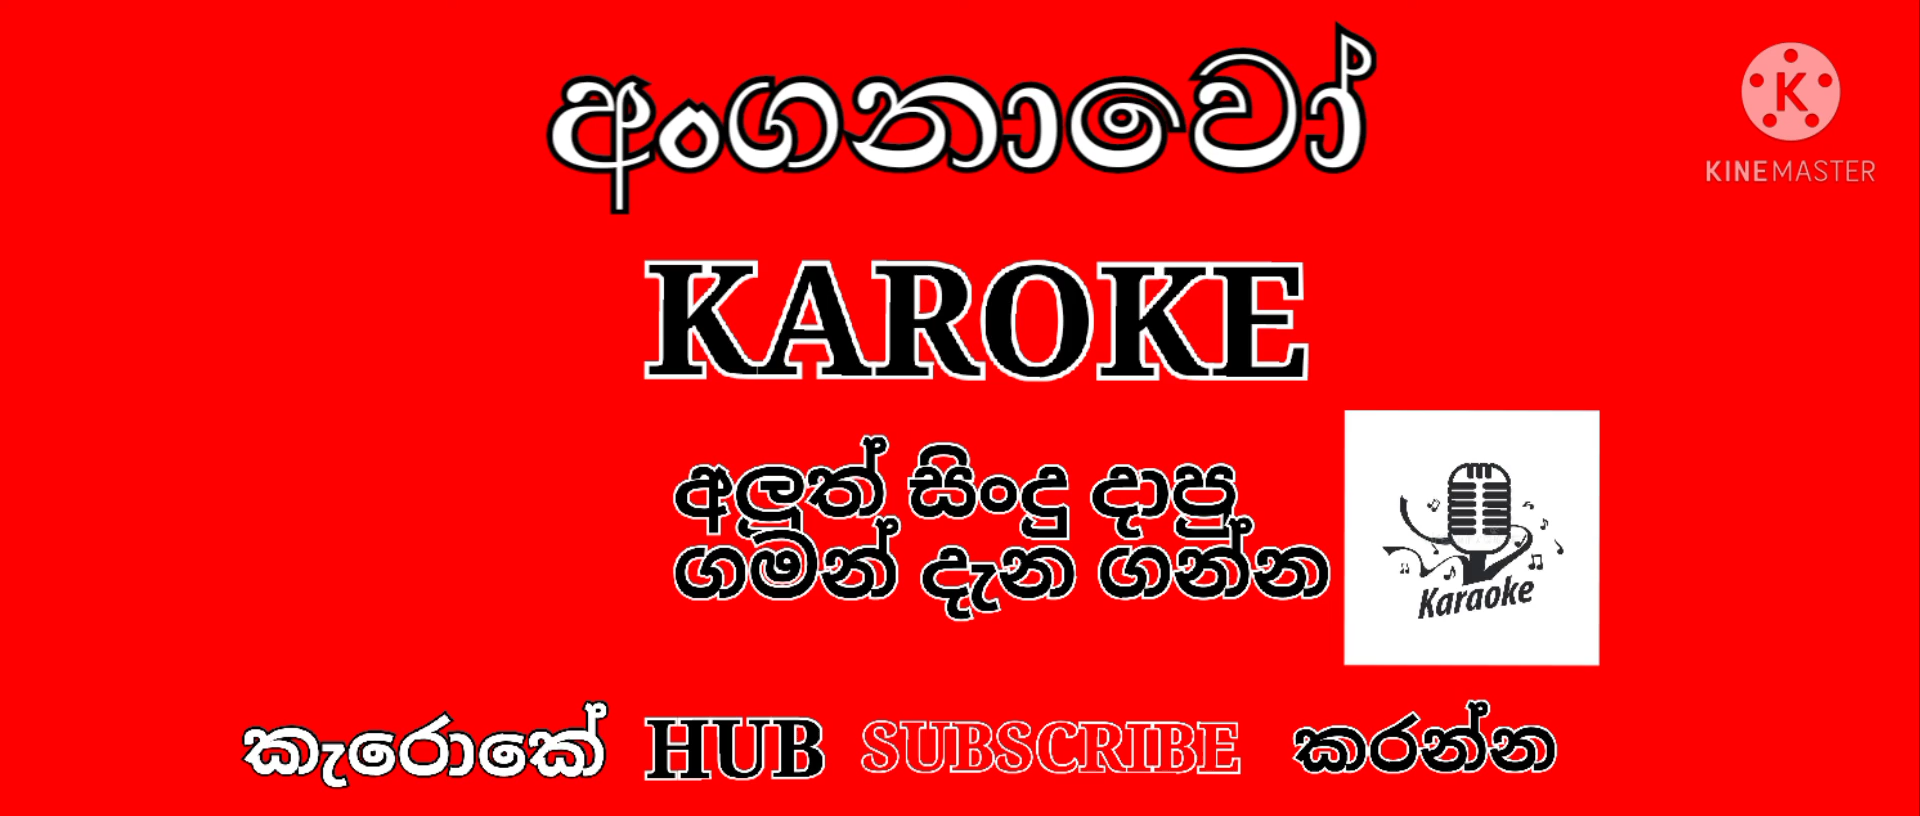 අංගනාවෝ
KINEMASTER
KAROKE
අලුත් සිංදු දාපු
ගමන් දැන ගන්න
Karaoke
කැරොකේ HUB SUBSCRIBE කරන්න